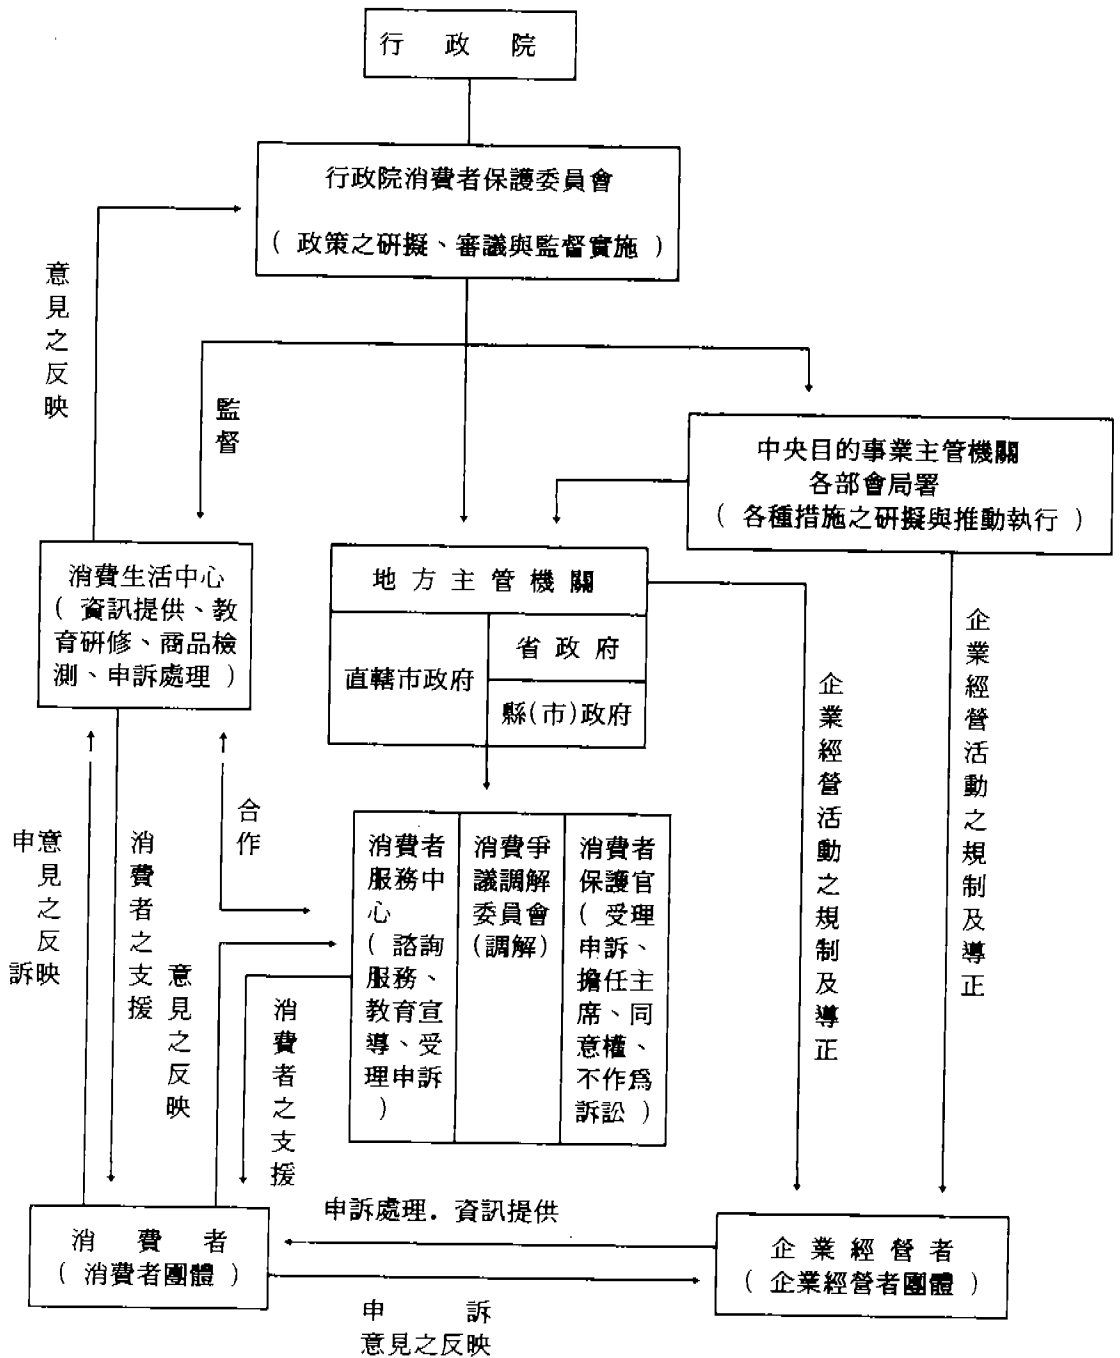 行政院
行政院消費者保護委員會
（政策之研擬、審議與監督實施）
意見之反映
監督
中央目的事業主管機關
各部會局署
（各種措施之研擬與推動執行）
消費生活中心
（資訊提供、教
育研修、商品檢
測、申訴處理）
地方主管機關
直轄市政府
省政府
縣(市)政府
企業經營活動之規制及導正
企業經營活動之規制及導正
合作
申訴
意見之反映
消費者之支援
意見之反映
消費者之支援
消費者
服務中
心
（諮詢
服務、
教育宣
導、受
理申訴
）
消費爭
議調解
委員會
(調解)
消費者
保護官
（受理
申訴、
擔任主
席、同
意權、
不作為
訴訟）
申訴處理．資訊提供
消費者
（消費者團體）
企業經營者
（企業經營者團體）
申訴
意見之反映